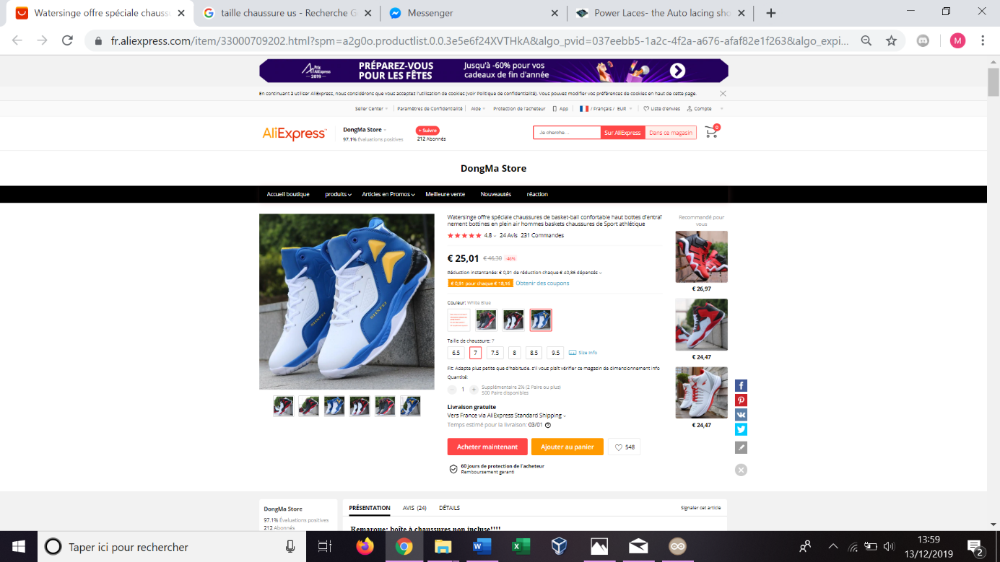 Watersinge offre spéciale chauss
taille chaussure us - Recherche G
Messenger
Power Laces- the Auto lacing sho
fr.aliexpress.com/item/33000709202.html?spm=a2g0o.productlist.0.0.3e5e6f24XVTHkA&algo_pvid=037eebb5-1a2c-4f2a-a676-afaf82e1f263&algo_expi...
M
Prix AliExpress 2019
PRÉPAREZ-VOUS
POUR LES FÊTES
Jusqu'à -60% pour vos
cadeaux de fin d'année
En continuant à utiliser AliExpress, nous considérons que vous acceptez l'utilisation de cookies (voir Politique de confidentialité). Vous pouvez modifier vos préférences de cookies en haut de cette page.
Seller Center
Paramètres de Confidentialité
Aide
Protection de l'acheteur
App
/ Français / EUR
Liste d'envies
Compte
AliExpress
DongMa Store
97.1% Évaluations positives
+ Suivre
212 Abonnés
Je cherche...
Sur AliExpress
Dans ce magasin
0
DongMa Store
Accueil boutique
produits
Articles en Promos
Meilleure vente
Nouveautés
réaction
Watersinge offre spéciale chaussures de basket-ball confortable haut bottes d'entraî
nement bottines en plein air hommes baskets chaussures de Sport athlétique
4.8
24 Avis
231 Commandes
€ 25,01 € 46,30 -46%
Réduction instantanée: € 0,91 de réduction chaque € 40,86 dépensés
€ 0,91 pour chaque € 18,16
Obtenir des coupons
Couleur: White Blue
Taille de chaussure: 7
6.5
7
7.5
8
8.5
9.5
Size Info
Fit: Adapte plus petite que d'habitude. s'il vous plaît vérifier ce magasin de dimensionnement info
Quantité:
1
Supplémentaire 2% (2 Paire ou plus)
500 Paire disponibles
Livraison gratuite
Vers France via AliExpress Standard Shipping
Temps estimé pour la livraison: 03/01
Acheter maintenant
Ajouter au panier
548
60 jours de protection de l'acheteur
Remboursement garanti
Recommandé pour
vous
€ 26,97
€ 24,47
€ 24,47
DongMa Store
97.1% Évaluations positives
212 Abonnés
PRÉSENTATION
AVIS (24)
DÉTAILS
Signaler cet article
Remarque: boîte à chaussures non incluse!!!!
Taper ici pour rechercher
13:59
13/12/2019
2